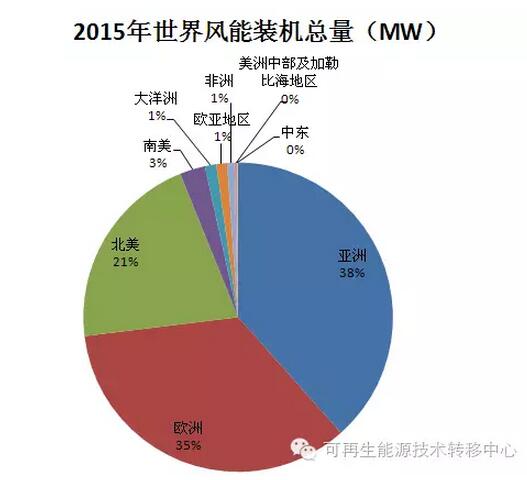 2015年世界风能装机总量（MW）
美洲中部及加勒
比海地区
0%
非洲
1%
大洋洲
1%
欧亚地区
1%
中东
0%
南美
3%
北美
21%
亚洲
38%
欧洲
35%
可再生能源技术转移中心